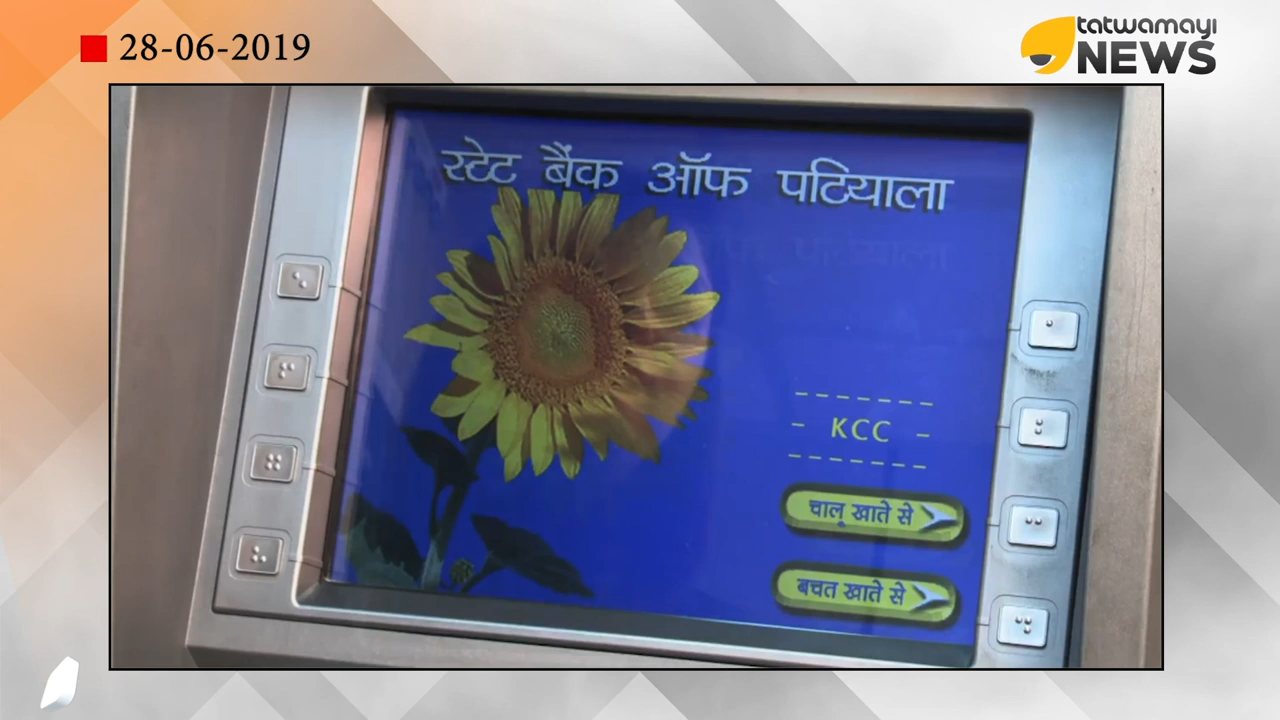 28-06-2019
tatwamayi
NEWS
स्टेट बैंक ऑफ पटियाला
- - - - - - -
- KCC -
- - - - - - -
चालू खाते से
बचत खाते से